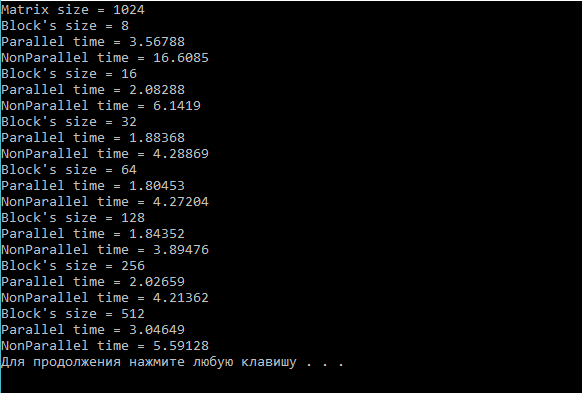 Matrix size = 1024
Block's size = 8
Parallel time = 3.56788
NonParallel time = 16.6085
Block's size = 16
Parallel time = 2.08288
NonParallel time = 6.1419
Block's size = 32
Parallel time = 1.88368
NonParallel time = 4.28869
Block's size = 64
Parallel time = 1.80453
NonParallel time = 4.27204
Block's size = 128
Parallel time = 1.84352
NonParallel time = 3.89476
Block's size = 256
Parallel time = 2.02659
NonParallel time = 4.21362
Block's size = 512
Parallel time = 3.04649
NonParallel time = 5.59128
Для продолжения нажмите любую клавишу . . .